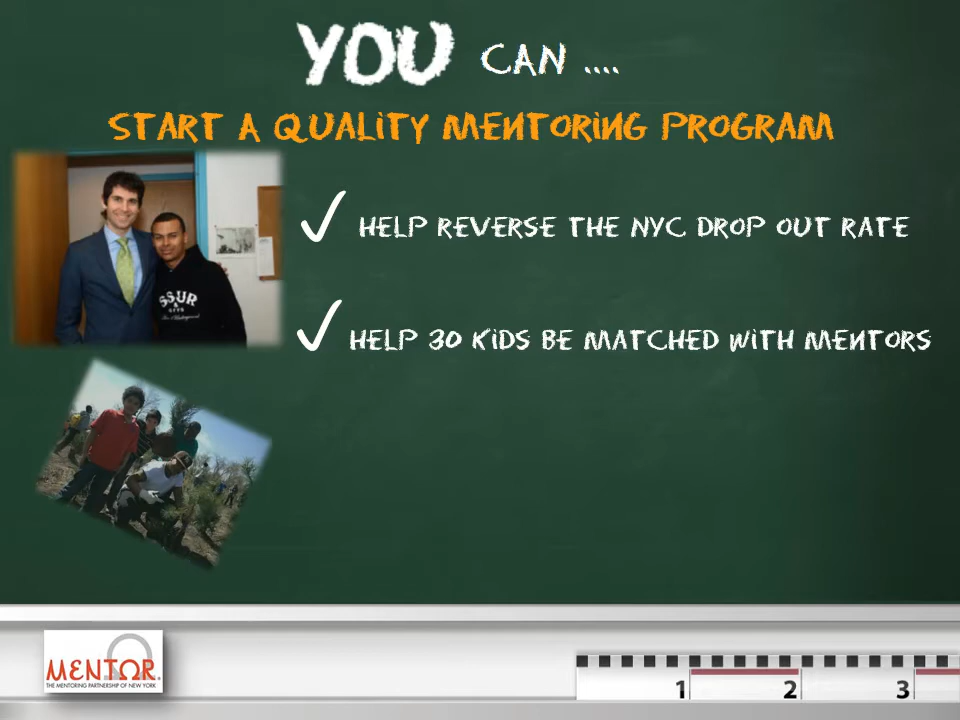 YOU CAN ....
START A QUALITY MENTORING PROGRAM
HELP REVERSE THE NYC DROP OUT RATE
SSUR
HELP 30 KIDS BE MATCHED WITH MENTORS
MENTOR
THE MENTORING PARTNERSHIP OF NEW YORK
1 2 3